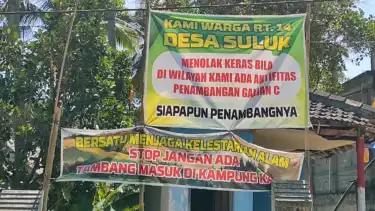 KAMI WARGA RT. 14
DESA SULUK
MENOLAK KERAS BILA
DI WILAYAH KAMI ADA AKTIFITAS
PENAMBANGAN GALIAN C
SIAPAPUN PENAMBANGNYA
BERSATU MENJAGA KELESTARIAN ALAM
STOP JANGAN ADA
TAMBANG MASUK DI KAMPUNG